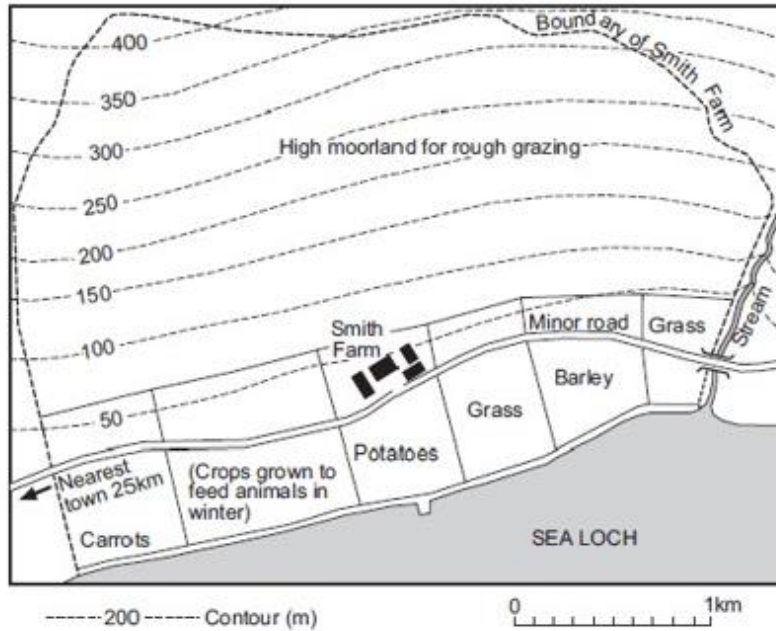 400
Boundary of Smith Farm
350
300
High moorland for rough grazing
250
200
150
100
Smith
Farm
Minor road
Grass
Stream
50
Barley
Grass
Potatoes
Nearest
town 25km
(Crops grown to
feed animals in
winter)
Carrots
SEA LOCH
200 Contour (m)
0 1km